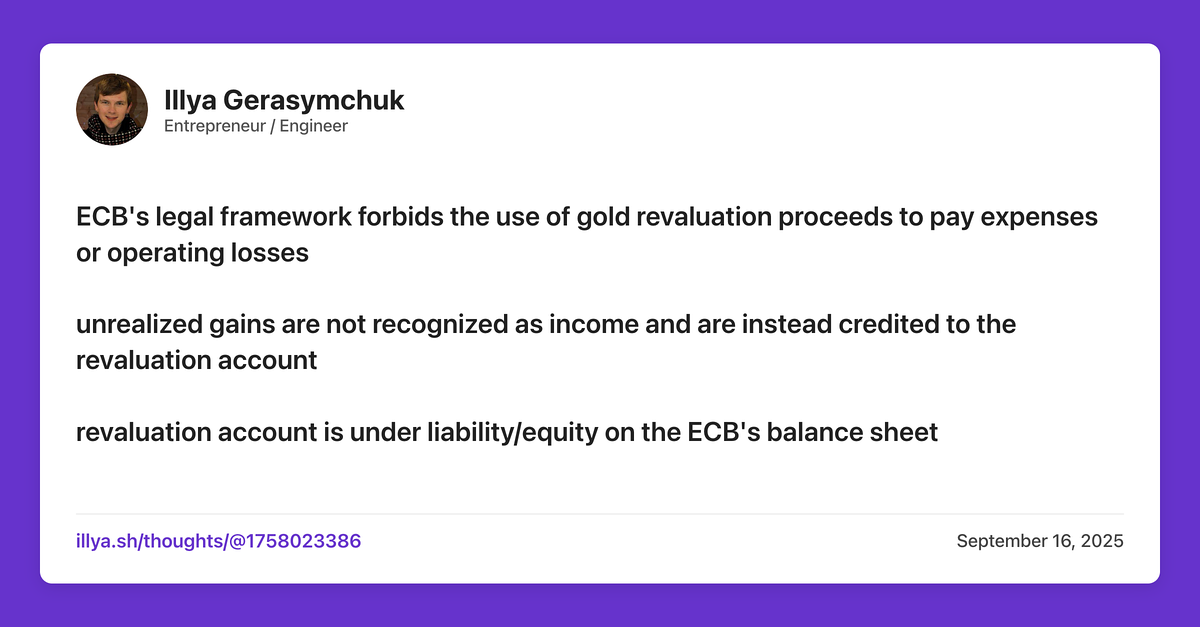 Illya Gerasymchuk
Entrepreneur / Engineer
ECB's legal framework forbids the use of gold revaluation proceeds to pay expenses
or operating losses
unrealized gains are not recognized as income and are instead credited to the
revaluation account
revaluation account is under liability/equity on the ECB's balance sheet
illya.sh/thoughts/@1758023386
September 16, 2025